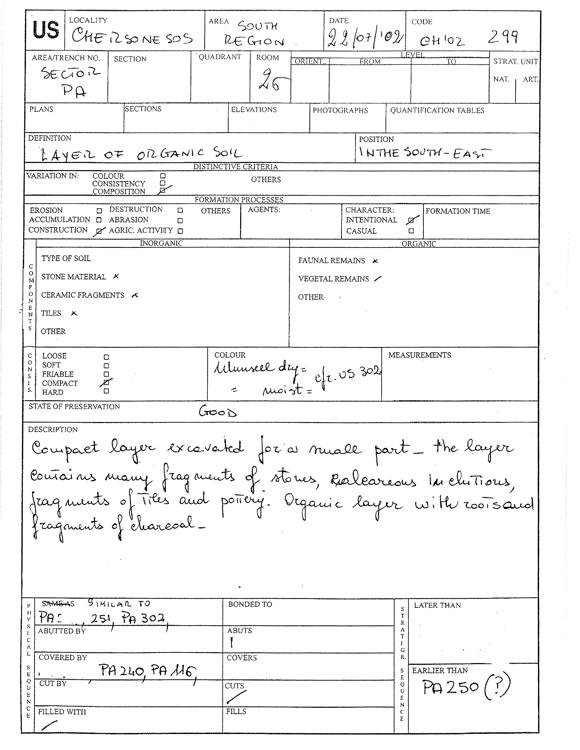 US
LOCALITY CHERSONESOS
AREA SOUTH REGION
DATE 22/07/'02
CODE CH'02 299
AREA/TRENCH NO. SECTOR PA
SECTION
QUADRANT
ROOM 26
LEVEL
ORIENT. FROM TO
STRAT. UNIT
NAT. ART.
PLANS SECTIONS ELEVATIONS PHOTOGRAPHS QUANTIFICATION TABLES
DEFINITION
LAYER OF ORGANIC SOIL
POSITION
IN THE SOUTH-EAST
DISTINCTIVE CRITERIA
VARIATION IN: COLOUR
CONSISTENCY
COMPOSITION
OTHERS
FORMATION PROCESSES
EROSION DESTRUCTION OTHERS
ACCUMULATION ABRASION
CONSTRUCTION AGRIC. ACTIVITY
AGENTS:
CHARACTER:
INTENTIONAL
CASUAL
FORMATION TIME
COMPONENTS
INORGANIC
TYPE OF SOIL
STONE MATERIAL x
CERAMIC FRAGMENTS x
TILES x
OTHER
ORGANIC
FAUNAL REMAINS x
VEGETAL REMAINS /
OTHER
CONSIS.
LOOSE
SOFT
FRIABLE
COMPACT
HARD
COLOUR
Munsell dry = cfr. US 302
" moist =
MEASUREMENTS
STATE OF PRESERVATION GOOD
DESCRIPTION
Compact layer excavated for a small part_ the layer
contains many fragments of stones, calcareous inclusions,
fragments of tiles and pottery. Organic layer with roots and
fragments of charcoal_
PHYSICAL SEQUENCE
SAME AS SIMILAR TO
PA: , 251, PA 302,
BONDED TO
ABUTTED BY
ABUTS
COVERED BY
PA 240, PA 116,
COVERS
CUT BY
CUTS
FILLED WITH
FILLS
STRATIGR. SEQUENCE
LATER THAN
EARLIER THAN
PA 250 (?)